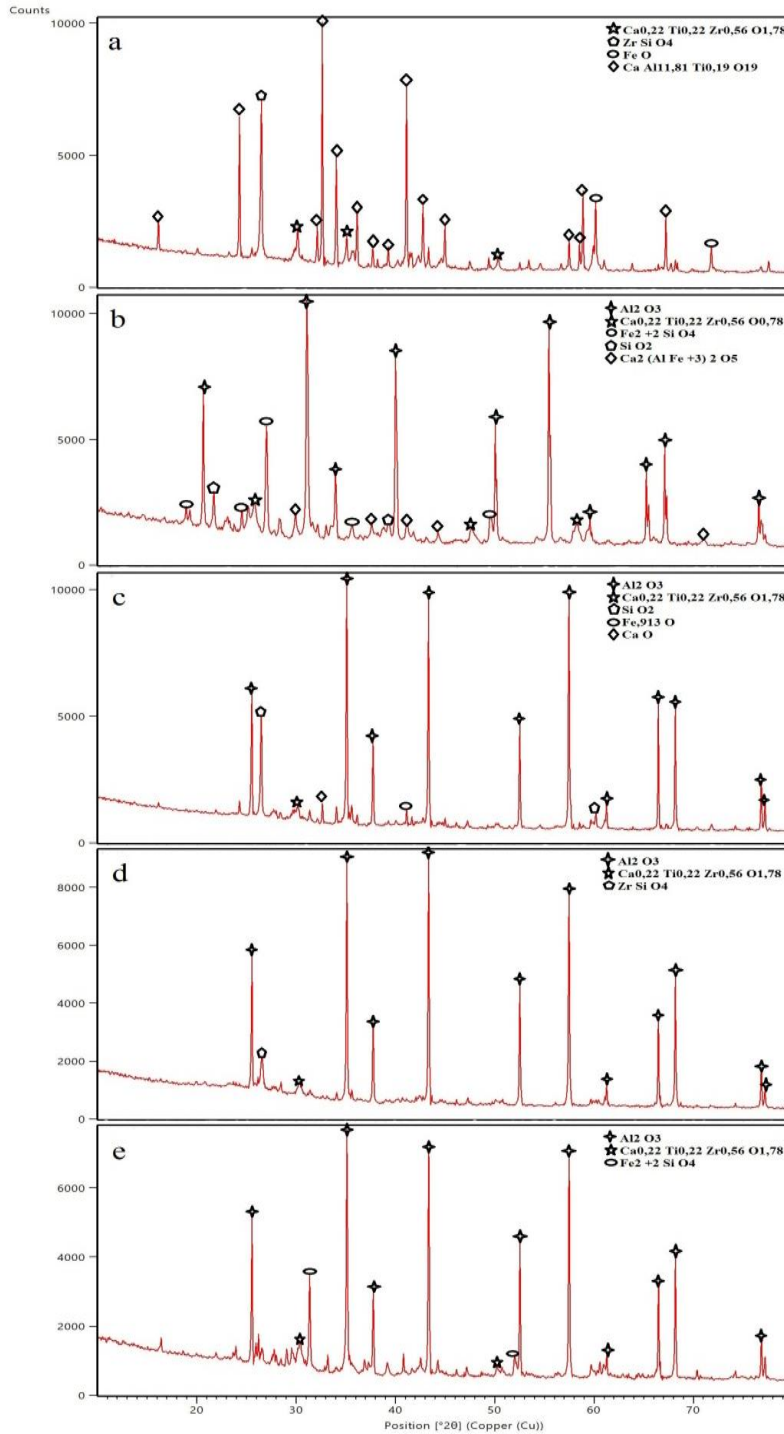 Counts
10000
a
Ca0,22 Ti0,22 Zr0,56 O1,78
Zr Si O4
Fe O
Ca Al11,81 Ti0,19 O19
5000
0
10000
b
Al2 O3
Ca0,22 Ti0,22 Zr0,56 O0,78
Fe2 +2 Si O4
Si O2
Ca2 (Al Fe +3) 2 O5
5000
0
10000
c
Al2 O3
Ca0,22 Ti0,22 Zr0,56 O1,78
Si O2
Fe,913 O
Ca O
5000
0
d
Al2 O3
Ca0,22 Ti0,22 Zr0,56 O1,78
Zr Si O4
8000
6000
4000
2000
0
e
Al2 O3
Ca0,22 Ti0,22 Zr0,56 O1,78
Fe2 +2 Si O4
6000
4000
2000
0
20 30 40 50 60 70
Position [°2θ] (Copper (Cu))